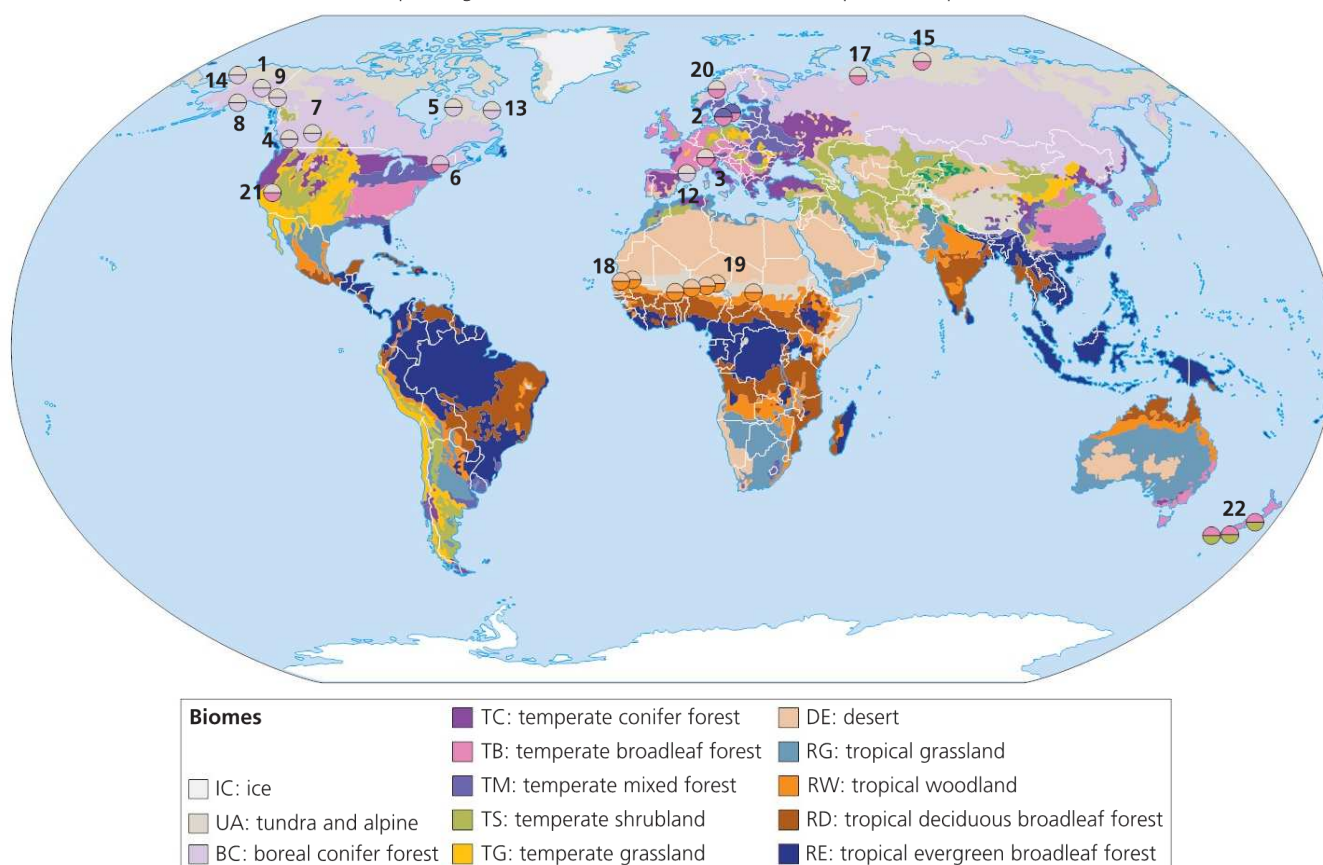 15
1 17
14 9 20
5 13
8 7 2
4
6 3
21 12
18 19
22
Biomes
TC: temperate conifer forest DE: desert
TB: temperate broadleaf forest RG: tropical grassland
IC: ice TM: temperate mixed forest RW: tropical woodland
UA: tundra and alpine TS: temperate shrubland RD: tropical deciduous broadleaf forest
BC: boreal conifer forest TG: temperate grassland RE: tropical evergreen broadleaf forest